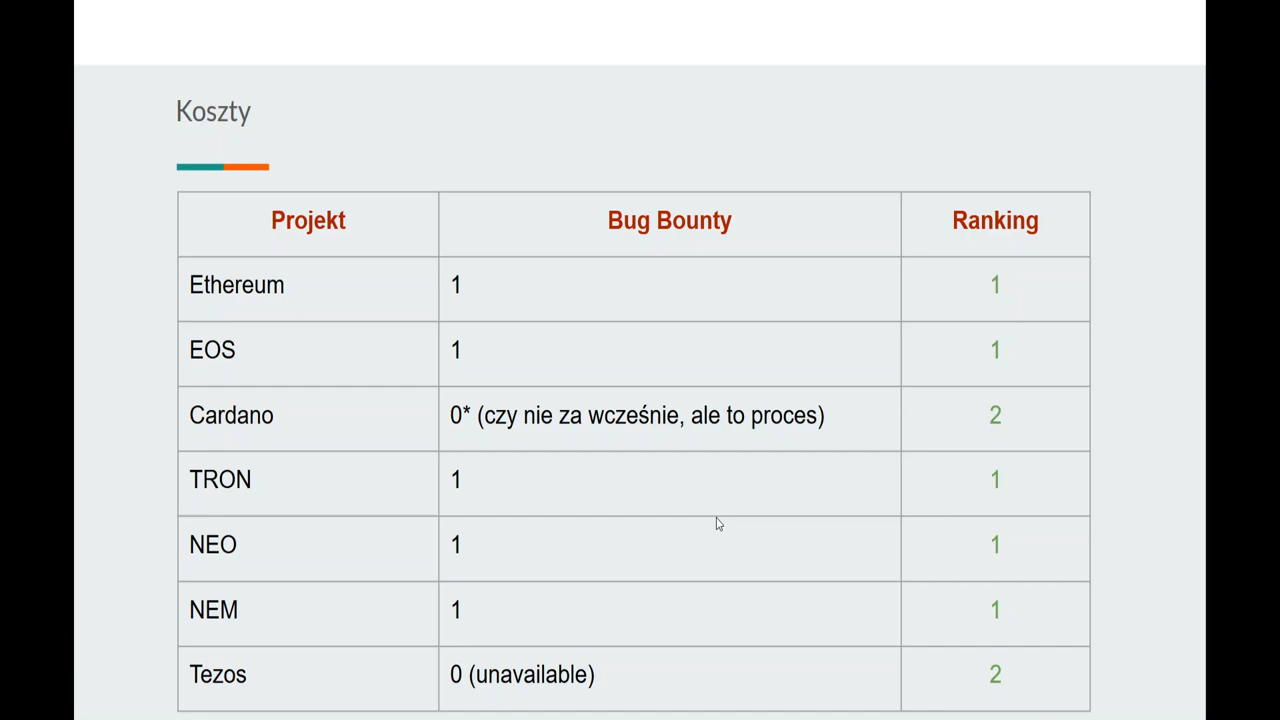 Koszty
Projekt Bug Bounty Ranking
Ethereum 1 1
EOS 1 1
Cardano 0* (czy nie za wcześnie, ale to proces) 2
TRON 1 1
NEO 1 1
NEM 1 1
Tezos 0 (unavailable) 2